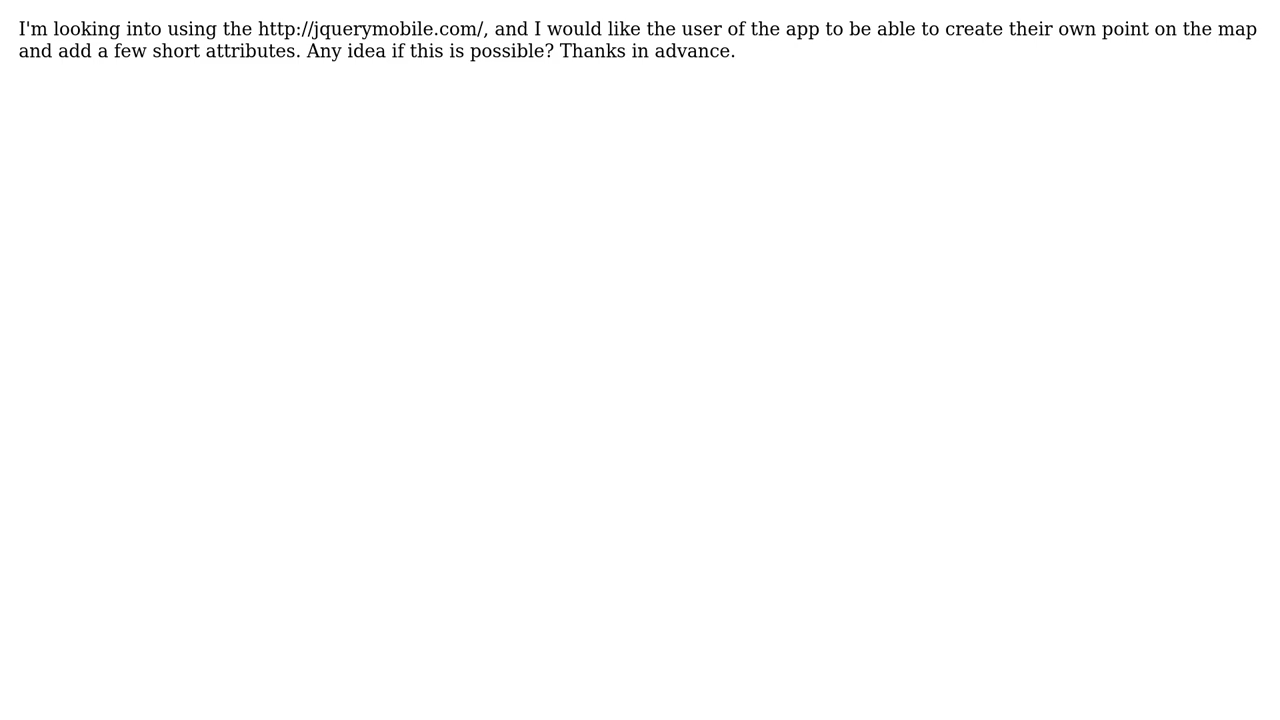 I'm looking into using the http://jquerymobile.com/, and I would like the user of the app to be able to create their own point on the map
and add a few short attributes. Any idea if this is possible? Thanks in advance.